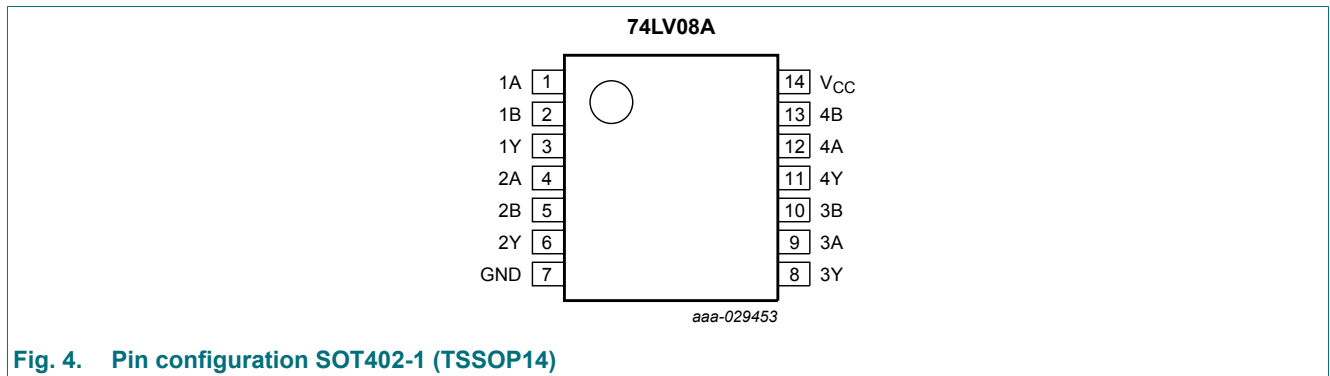 74LV08A
1A 1 14 VCC
1B 2 13 4B
1Y 3 12 4A
2A 4 11 4Y
2B 5 10 3B
2Y 6 9 3A
GND 7 8 3Y
aaa-029453
Fig. 4. Pin configuration SOT402-1 (TSSOP14)